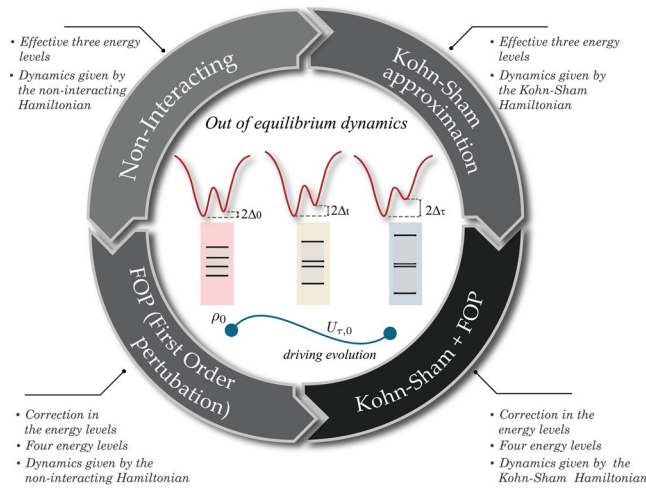 • Effective three energy
levels
• Dynamics given by
the non-interacting
Hamiltonian
Non-Interacting
Kohn-Sham
approximation
• Effective three energy
levels
• Dynamics given by
the Kohn-Sham
Hamiltonian
Out of equilibrium dynamics
2Δ0
2Δt
2Δτ
ρ0
Uτ,0
driving evolution
FOP (First Order
pertubation)
Kohn-Sham + FOP
• Correction in
the energy levels
• Four energy levels
• Dynamics given by the
non-interacting Hamiltonian
• Correction in the
energy levels
• Four energy levels
• Dynamics given by the
Kohn-Sham Hamiltonian